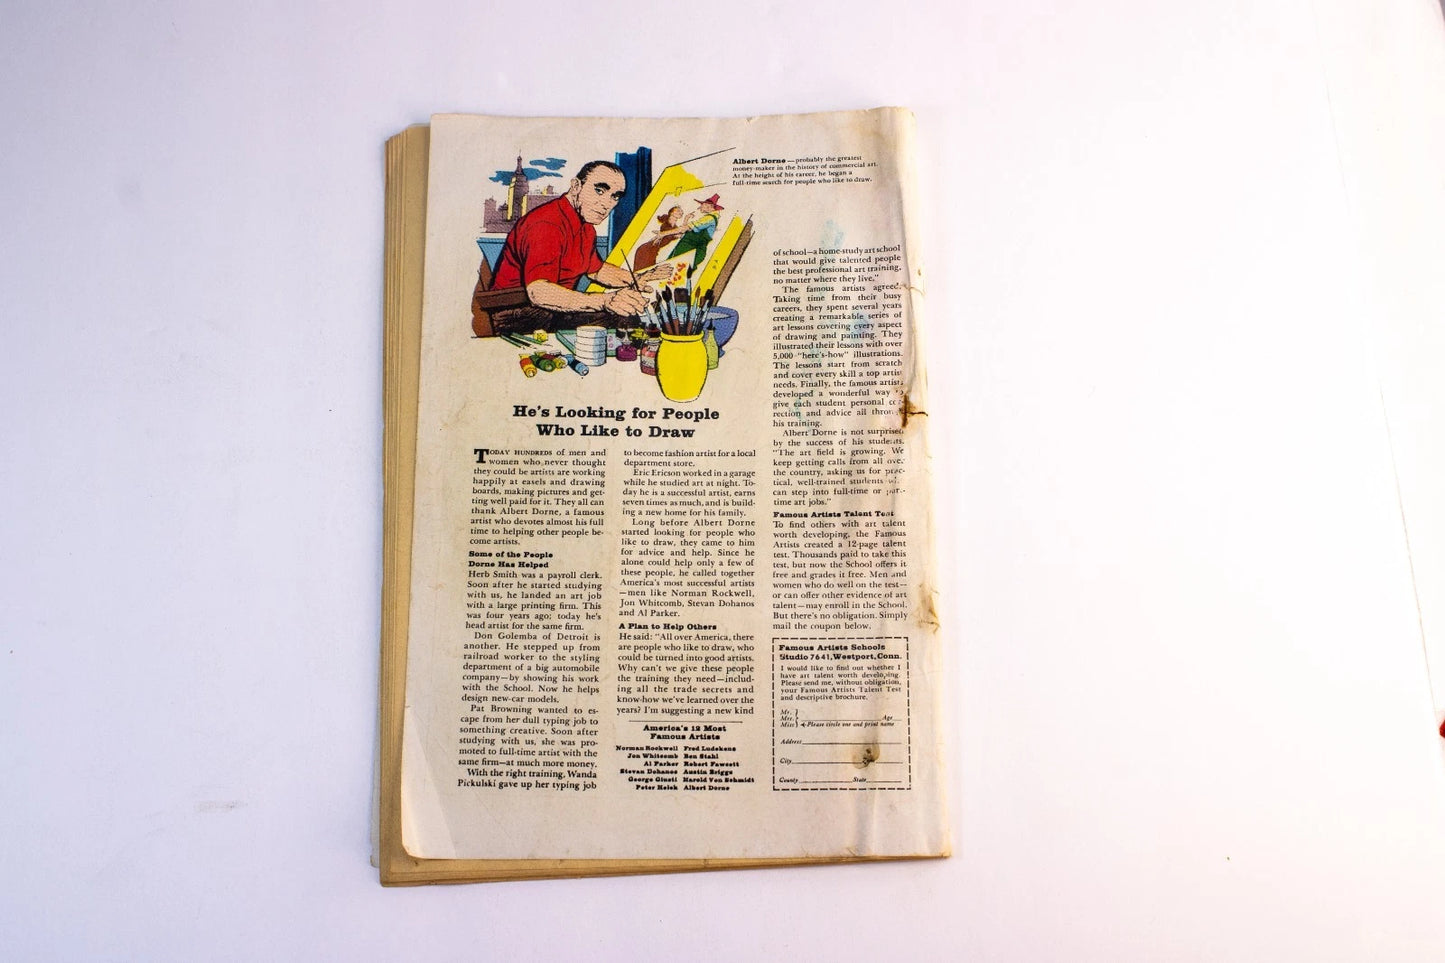 Albert Dorne—probably the greatest
money-maker in the history of commercial art.
At the height of his career, he began a
full-time search for people who like to draw.
He's Looking for People
Who Like to Draw
TODAY HUNDREDS of men and
women who never thought
they could be artists are working
happily at easels and drawing
boards, making pictures and get-
ting well paid for it. They all can
thank Albert Dorne, a famous
artist who devotes almost his full
time to helping other people be-
come artists.
Some of the People
Dorne Has Helped
Herb Smith was a payroll clerk.
Soon after he started studying
with us, he landed an art job
with a large printing firm. This
was four years ago; today he's
head artist for the same firm.
Don Golemba of Detroit is
another. He stepped up from
railroad worker to the styling
department of a big automobile
company—by showing his work
with the School. Now he helps
design new-car models.
Pat Browning wanted to es-
cape from her dull typing job to
something creative. Soon after
studying with us, she was pro-
moted to full-time artist with the
same firm—at much more money.
With the right training, Wanda
Pickulski gave up her typing job
to become fashion artist for a local
department store.
Eric Ericson worked in a garage
while he studied art at night. To-
day he is a successful artist, earns
seven times as much, and is build-
ing a new home for his family.
Long before Albert Dorne
started looking for people who
like to draw, they came to him
for advice and help. Since he
alone could help only a few of
these people, he called together
America's most successful artists
—men like Norman Rockwell,
Jon Whitcomb, Stevan Dohanos
and Al Parker.
A Plan to Help Others
He said: "All over America, there
are people who like to draw, who
could be turned into good artists.
Why can't we give these people
the training they need—includ-
ing all the trade secrets and
know-how we've learned over the
years? I'm suggesting a new kind
America's 12 Most
Famous Artists
Norman Rockwell Fred Ludekens
Jon Whitcomb Ben Stahl
Al Parker Robert Fawcett
Stevan Dohanos Austin Briggs
George Giusti Harold Von Schmidt
Peter Helck Albert Dorne
of school—a home-study art school
that would give talented people
the best professional art training,
no matter where they live."
The famous artists agreed.
Taking time from their busy
careers, they spent several years
creating a remarkable series of
art lessons covering every aspect
of drawing and painting. They
illustrated their lessons with over
5,000 "here's-how" illustrations.
The lessons start from scratch
and cover every skill a top artist
needs. Finally, the famous artists
developed a wonderful way to
give each student personal cor-
rection and advice all through
his training.
Albert Dorne is not surprised
by the success of his students.
"The art field is growing. We
keep getting calls from all over
the country, asking us for prac-
tical, well-trained students who
can step into full-time or part-
time art jobs."
Famous Artists Talent Test
To find others with art talent
worth developing, the Famous
Artists created a 12-page talent
test. Thousands paid to take this
test, but now the School offers it
free and grades it free. Men and
women who do well on the test—
or can offer other evidence of art
talent—may enroll in the School.
But there's no obligation. Simply
mail the coupon below.
Famous Artists Schools
Studio 7641, Westport, Conn.
I would like to find out whether I
have art talent worth developing.
Please send me, without obligation,
your Famous Artists Talent Test
and descriptive brochure.
Mr.
Mrs. Age
Miss Please circle one and print name
Address
City
County State